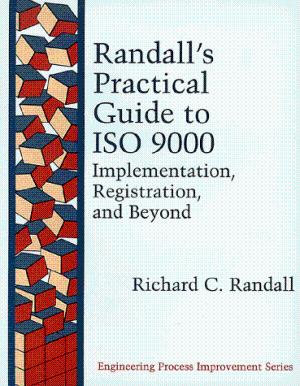 Randall's
Practical
Guide to
ISO 9000
Implementation,
Registration,
and Beyond
Richard C. Randall
Engineering Process Improvement Series